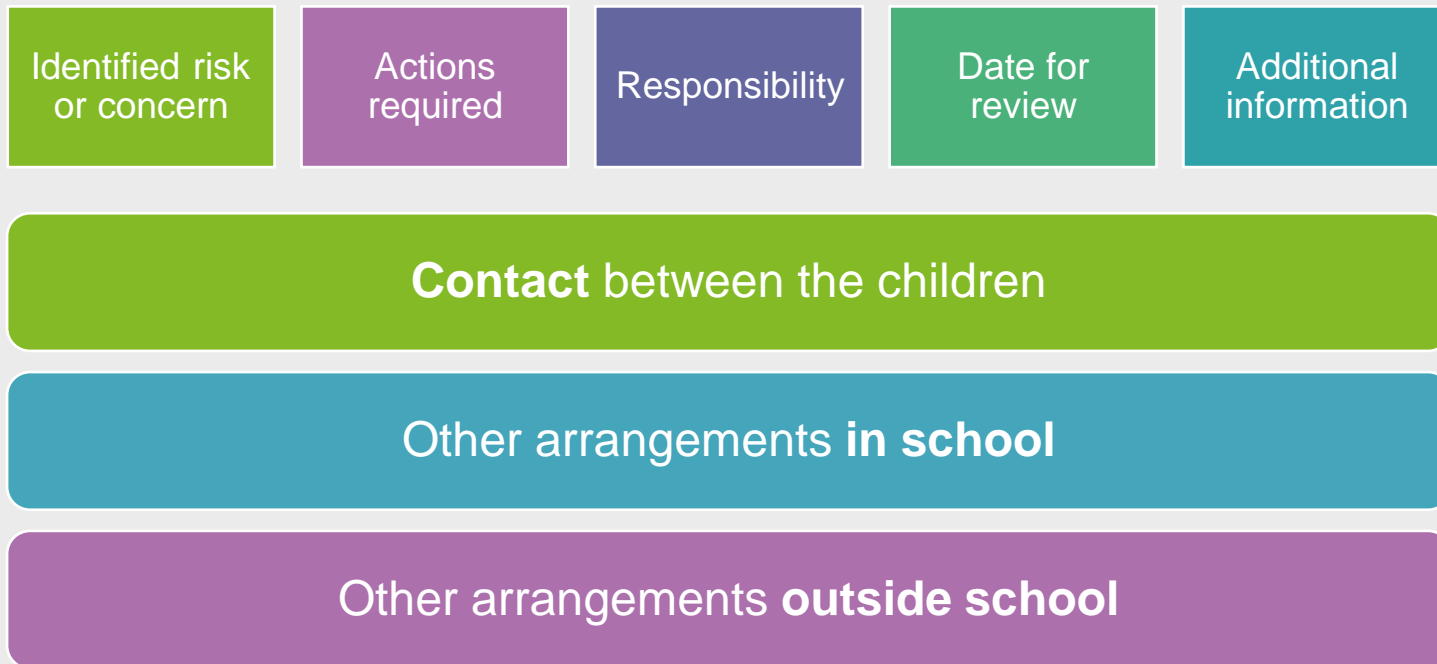 Identified risk
or concern
Actions
required
Responsibility
Date for
review
Additional
information
Contact between the children
Other arrangements in school
Other arrangements outside school